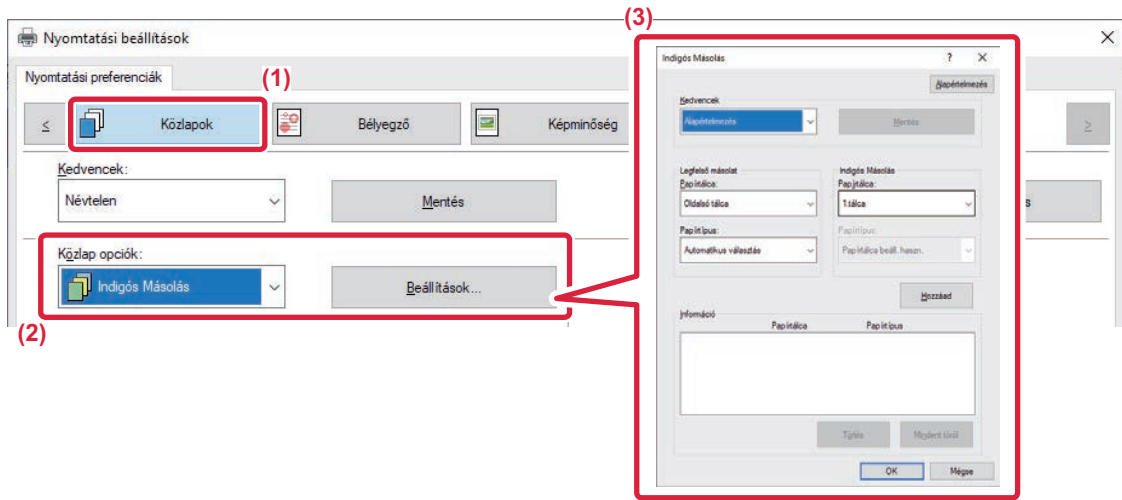 (3)
Nyomtatási beállítások
Nyomtatási preferenciák
(1)
< Közlapok Bélyegző Képminőség >
Kedvencek:
Névtelen Mentés s
Közlap opciók:
Indigós Másolás Beállítások...
(2)
Indigós Másolás ?
Alapértelmezés
Kedvencek
Alapértelmezés Mentés
Legfelső másolat Indigós Másolás
Papírtálca: Papírtálca:
Oldalsó tálca 1.tálca
Papírtípus: Papírtípus:
Automatikus választás Papírtálca beáll. haszn.
Hozzáad
Információ
Papírtálca Papírtípus
Törlés Mindent töröl
OK Mégse